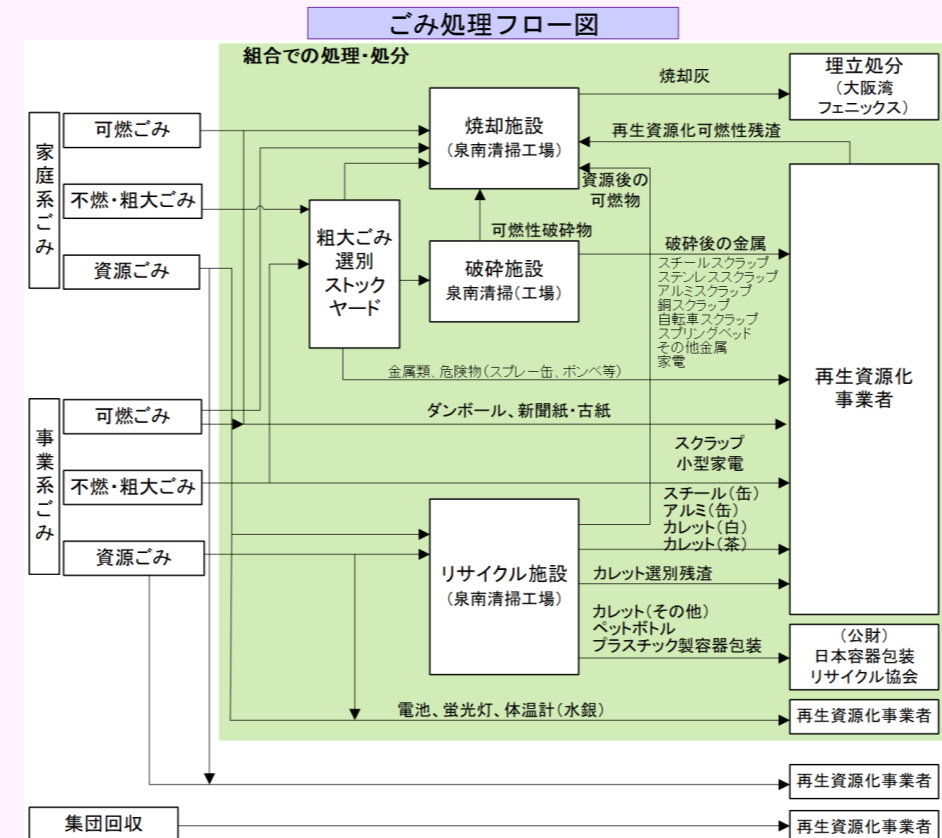 ごみ処理フロー図
組合での処理・処分
家庭系ごみ
可燃ごみ
不燃・粗大ごみ
資源ごみ
事業系ごみ
可燃ごみ
不燃・粗大ごみ
資源ごみ
集団回収
粗大ごみ
選別
ストック
ヤード
焼却施設
(泉南清掃工場)
破砕施設
泉南清掃(工場)
リサイクル施設
(泉南清掃工場)
焼却灰
再生資源化可燃性残渣
資源後の
可燃物
可燃性破砕物
破砕後の金属
スチールスクラップ
ステンレススクラップ
アルミスクラップ
銅スクラップ
自転車スクラップ
スプリングベッド
その他金属
家電
金属類、危険物(スプレー缶、ボンベ等)
ダンボール、新聞紙・古紙
スクラップ
小型家電
スチール(缶)
アルミ(缶)
カレット(白)
カレット(茶)
カレット選別残渣
カレット(その他)
ペットボトル
プラスチック製容器包装
電池、蛍光灯、体温計(水銀)
埋立処分
(大阪湾
フェニックス)
再生資源化
事業者
(公財)
日本容器包装
リサイクル協会
再生資源化事業者
再生資源化事業者
再生資源化事業者